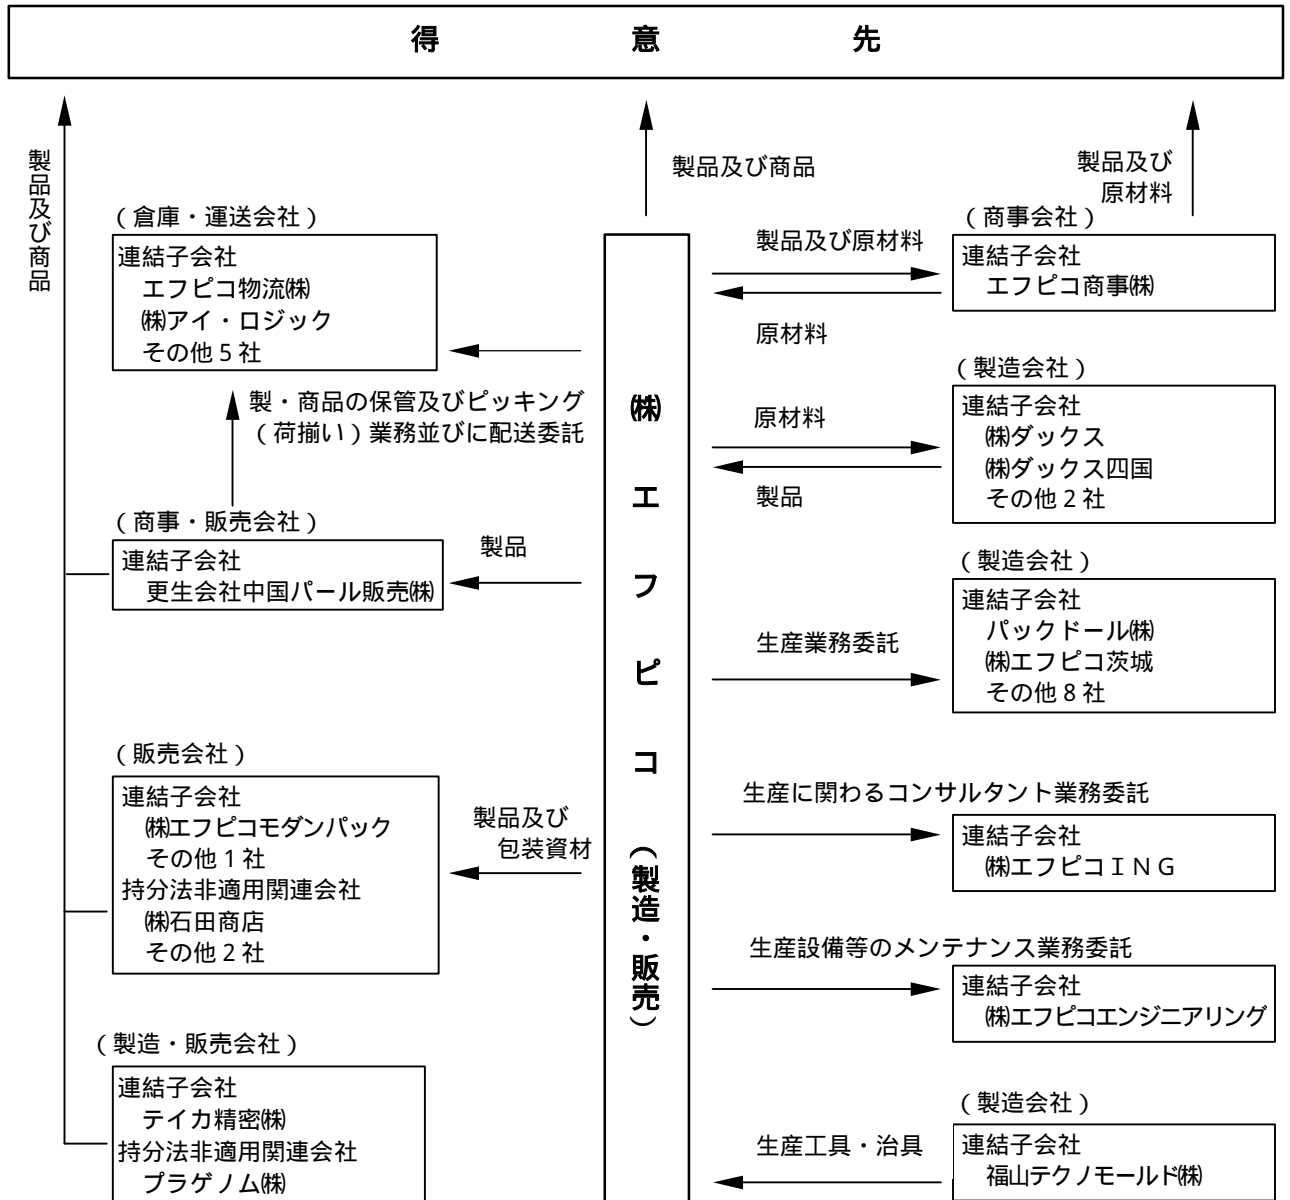 得意先
製品及び商品
製品及び商品
製品及び
原材料
（倉庫・運送会社）
連結子会社
エフピコ物流㈱
㈱アイ・ロジック
その他５社
製・商品の保管及びピッキング
（荷揃い）業務並びに配送委託
（商事・販売会社）
連結子会社
更生会社中国パール販売㈱
製品
（販売会社）
連結子会社
㈱エフピコモダンパック
その他１社
持分法非適用関連会社
㈱石田商店
その他２社
製品及び
包装資材
（製造・販売会社）
連結子会社
テイカ精密㈱
持分法非適用関連会社
プラゲノム㈱
㈱エフピコ（製造・販売）
製品及び原材料
原材料
（商事会社）
連結子会社
エフピコ商事㈱
原材料
製品
（製造会社）
連結子会社
㈱ダックス
㈱ダックス四国
その他２社
生産業務委託
（製造会社）
連結子会社
パックドール㈱
㈱エフピコ茨城
その他８社
生産に関わるコンサルタント業務委託
連結子会社
㈱エフピコＩＮＧ
生産設備等のメンテナンス業務委託
連結子会社
㈱エフピコエンジニアリング
生産工具・治具
（製造会社）
連結子会社
福山テクノモールド㈱